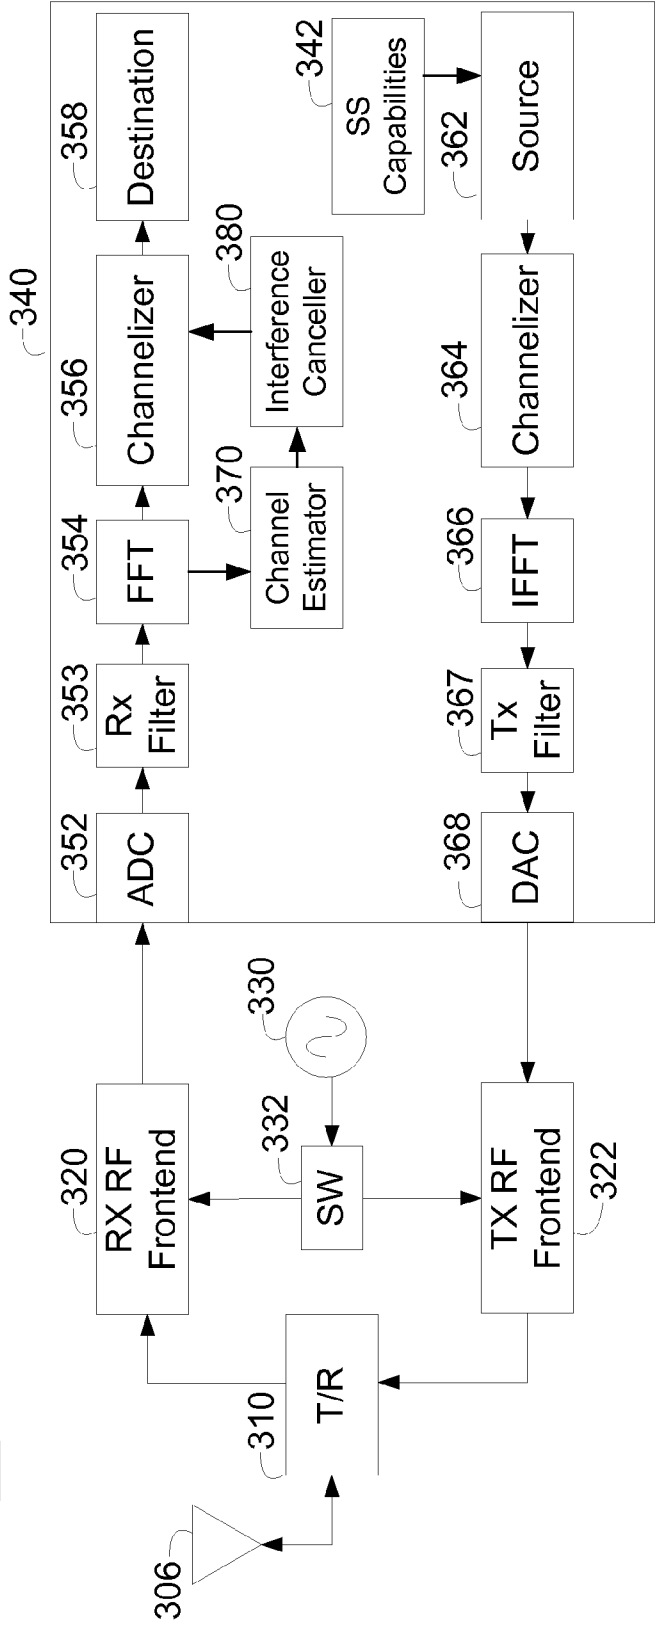 340
352
ADC
353
Rx
Filter
354
FFT
356
Channelizer
358
Destination
370
Channel
Estimator
380
Interference
Canceller
342
SS
Capabilities
306
310
T/R
320
RX RF
Frontend
332
SW
330
TX RF
Frontend
322
368
DAC
367
Tx
Filter
366
IFFT
364
Channelizer
362
Source